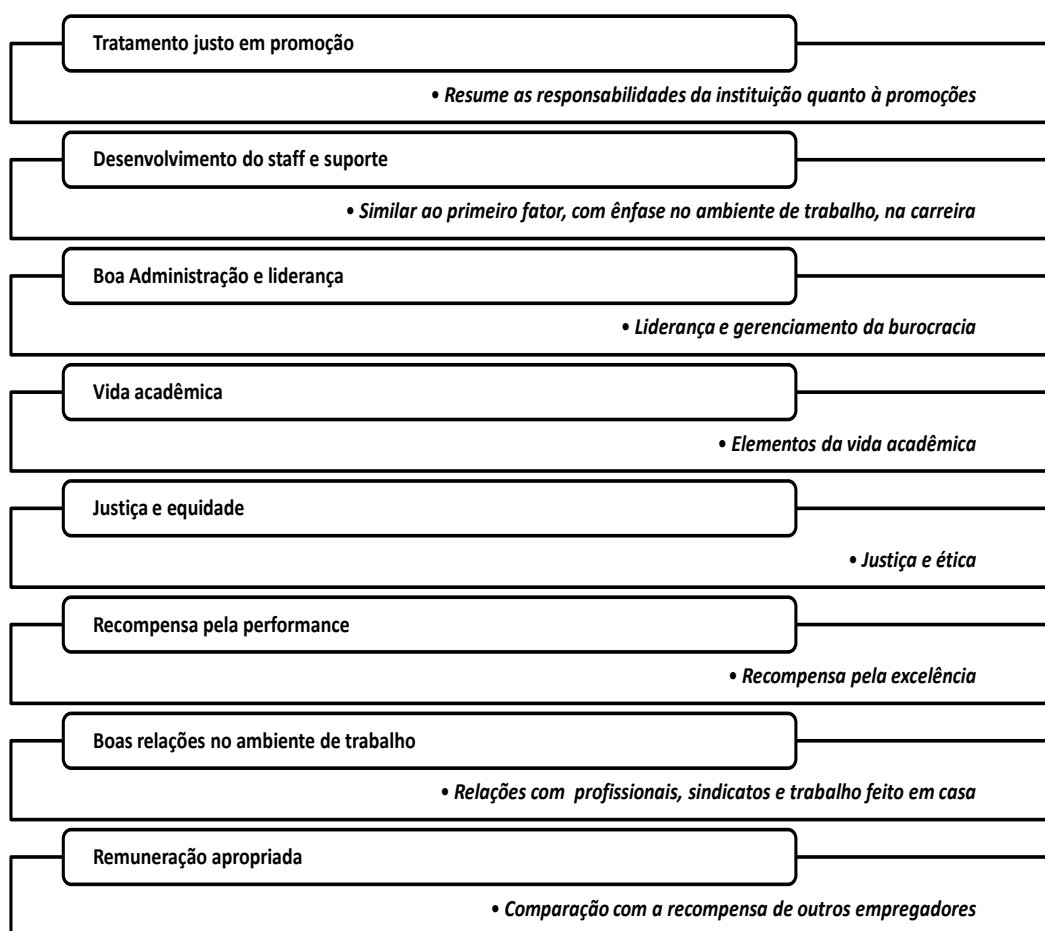 Tratamento justo em promoção
• Resume as responsabilidades da instituição quanto à promoções
Desenvolvimento do staff e suporte
• Similar ao primeiro fator, com ênfase no ambiente de trabalho, na carreira
Boa Administração e liderança
• Liderança e gerenciamento da burocracia
Vida acadêmica
• Elementos da vida acadêmica
Justiça e equidade
• Justiça e ética
Recompensa pela performance
• Recompensa pela excelência
Boas relações no ambiente de trabalho
• Relações com profissionais, sindicatos e trabalho feito em casa
Remuneração apropriada
• Comparação com a recompensa de outros empregadores